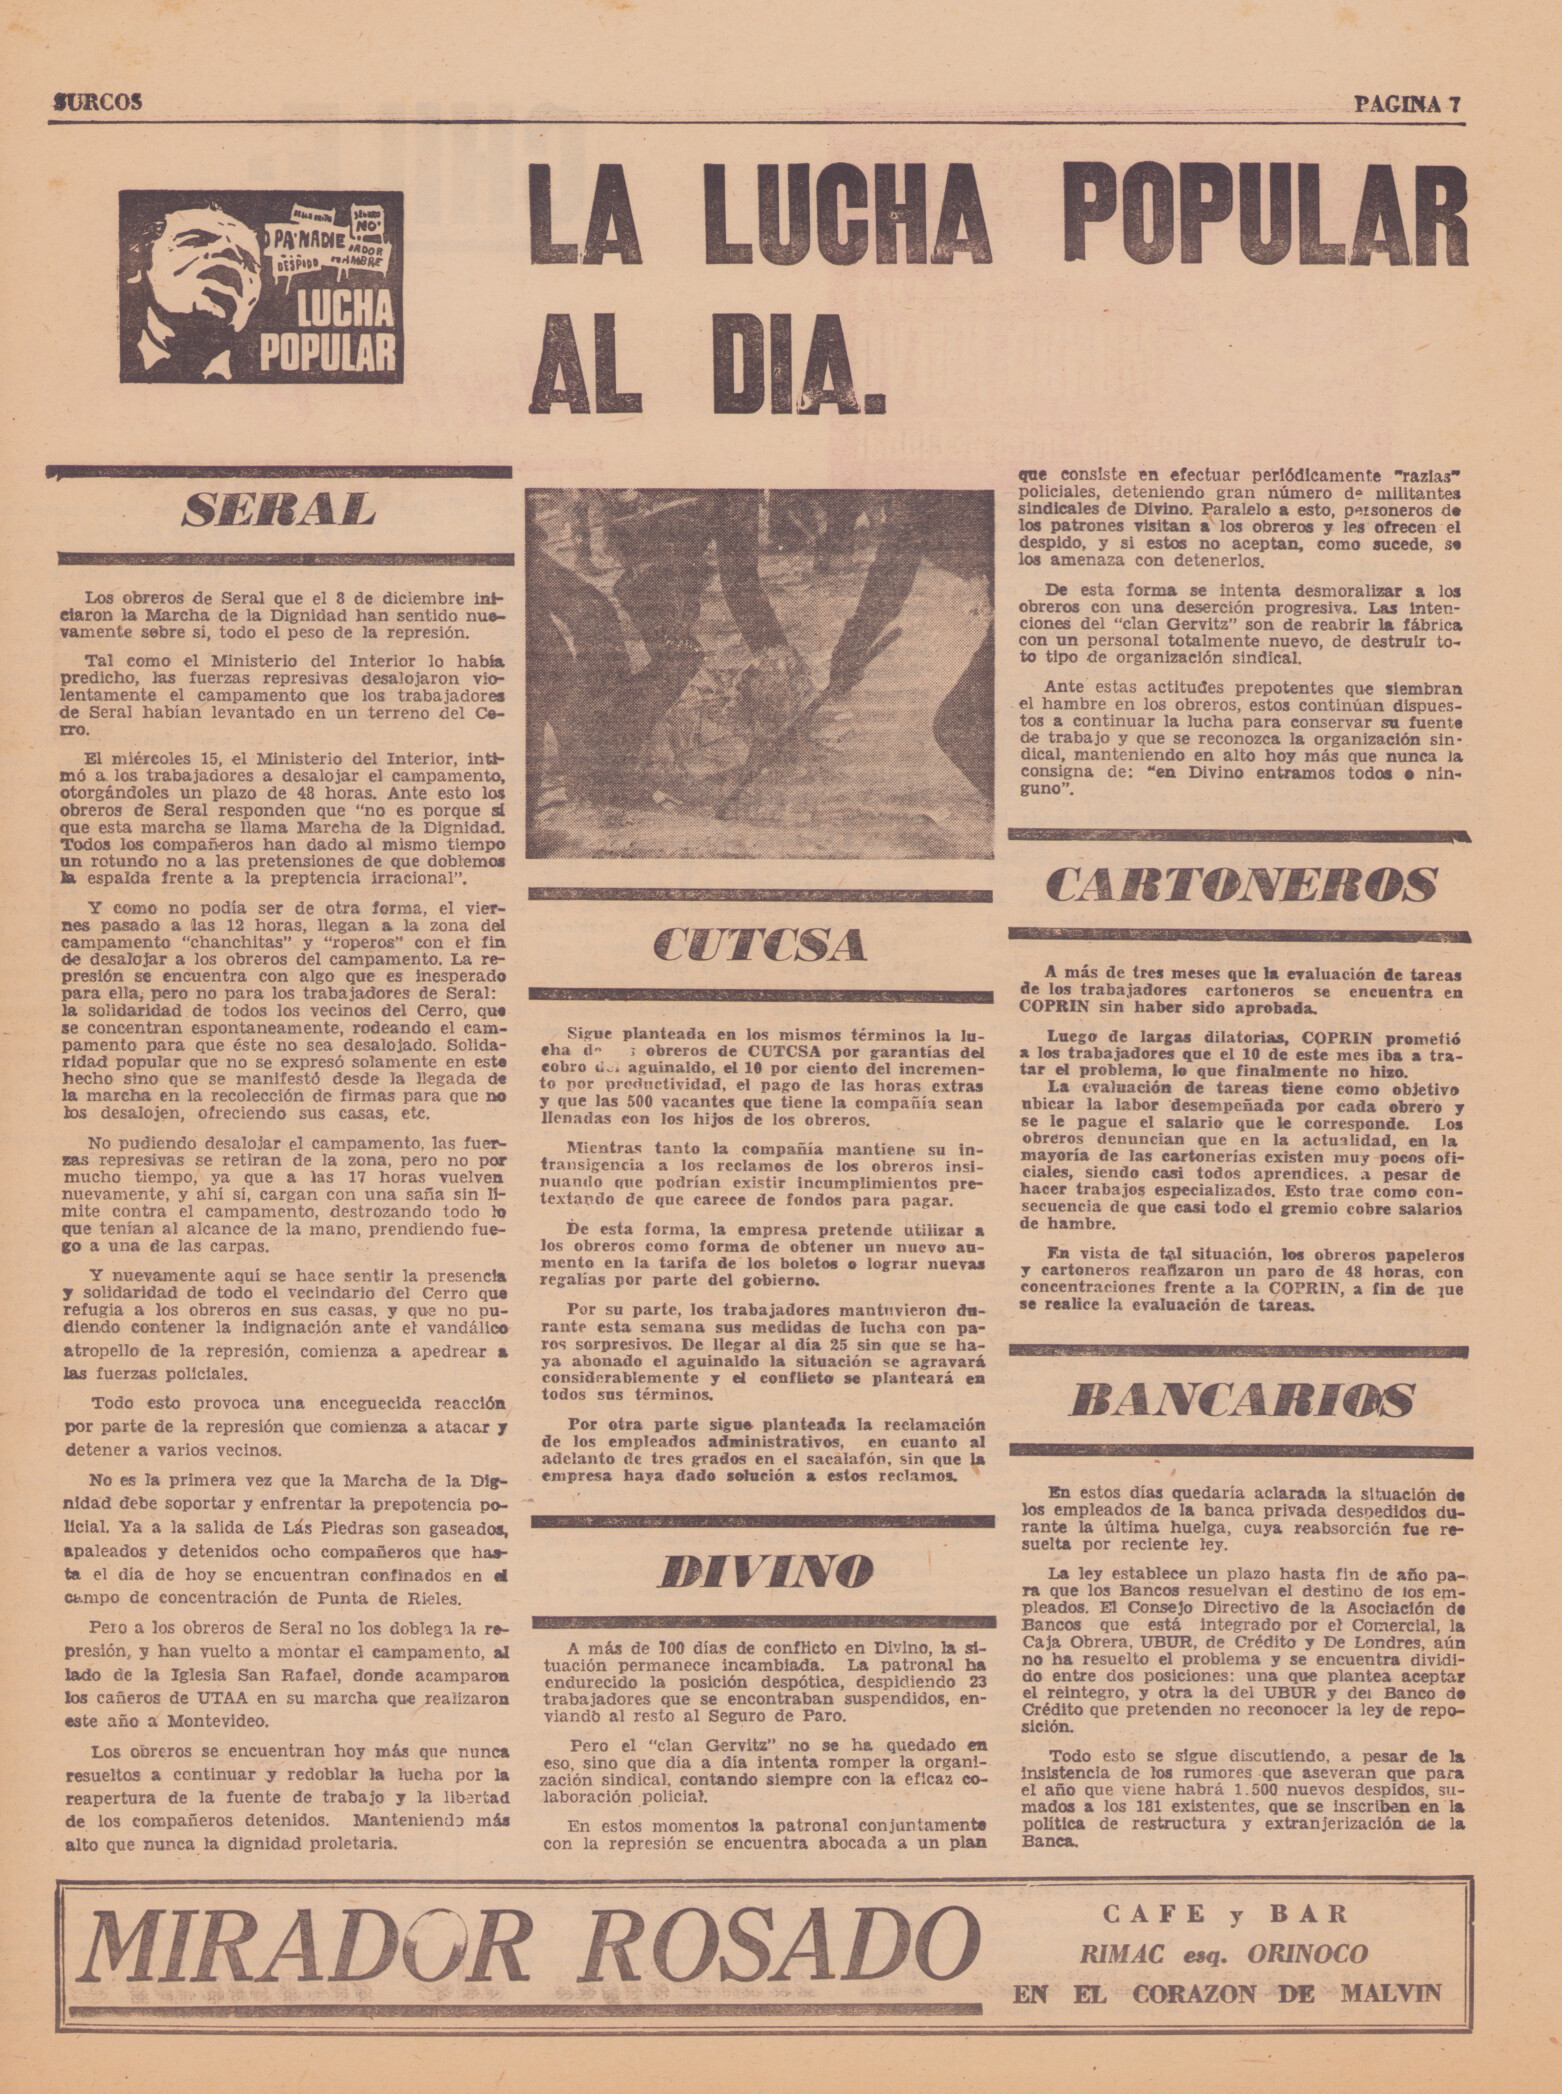 SURCOS
PAGINA 7
LA LUCHA POPULAR
AL DIA.
PA'NADIE
NO
DESPIDO
LUCHA
POPULAR
SERAL
Los obreros de Seral que el 8 de diciembre ini-
ciaron la Marcha de la Dignidad han sentido nue-
vamente sobre si, todo el peso de la represión.
Tal como el Ministerio del Interior lo había
predicho, las fuerzas represivas desalojaron vio-
lentamente el campamento que los trabajadores
de Seral habían levantado en un terreno del Ce-
rro.
El miércoles 15, el Ministerio del Interior, inti-
mó a los trabajadores a desalojar el campamento,
otorgándoles un plazo de 48 horas. Ante esto los
obreros de Seral responden que "no es porque sí
que esta marcha se llama Marcha de la Dignidad.
Todos los compañeros han dado al mismo tiempo
un rotundo no a las pretensiones de que doblemos
la espalda frente a la preptencia irracional".
Y como no podía ser de otra forma, el vier-
nes pasado a las 12 horas, llegan a la zona del
campamento "chanchitas" y "roperos" con el fin
de desalojar a los obreros del campamento. La re-
presión se encuentra con algo que es inesperado
para ella, pero no para los trabajadores de Seral:
la solidaridad de todos los vecinos del Cerro, que
se concentran espontaneamente, rodeando el cam-
pamento para que éste no sea desalojado. Solida-
ridad popular que no se expresó solamente en este
hecho sino que se manifestó desde la llegada de
la marcha en la recolección de firmas para que no
los desalojen, ofreciendo sus casas, etc.
No pudiendo desalojar el campamento, las fuer-
zas represivas se retiran de la zona, pero no por
mucho tiempo, ya que a las 17 horas vuelven
nuevamente, y ahí sí, cargan con una saña sin lí-
mite contra el campamento, destrozando todo lo
que tenían al alcance de la mano, prendiendo fue-
go a una de las carpas.
Y nuevamente aquí se hace sentir la presencia
y solidaridad de todo el vecindario del Cerro que
refugia a los obreros en sus casas, y que no pu-
diendo contener la indignación ante el vandálico
atropello de la represión, comienza a apedrear a
las fuerzas policiales.
Todo esto provoca una enceguecida reacción
por parte de la represión que comienza a atacar y
detener a varios vecinos.
No es la primera vez que la Marcha de la Dig-
nidad debe soportar y enfrentar la prepotencia po-
licial. Ya a la salida de Las Piedras son gaseados,
apaleados y detenidos ocho compañeros que has-
ta el día de hoy se encuentran confinados en el
campo de concentración de Punta de Rieles.
Pero a los obreros de Seral no los doblega la re-
presión, y han vuelto a montar el campamento, al
lado de la Iglesia San Rafael, donde acamparon
los cañeros de UTAA en su marcha que realizaron
este año a Montevideo.
Los obreros se encuentran hoy más que nunca
resueltos a continuar y redoblar la lucha por la
reapertura de la fuente de trabajo y la libertad
de los compañeros detenidos. Manteniendo más
alto que nunca la dignidad proletaria.
CUTCSA
Sigue planteada en los mismos términos la lu-
cha obreros de CUTCSA por garantías del
cobro del aguinaldo, el 10 por ciento del incremen-
to por productividad, el pago de las horas extras
y que las 500 vacantes que tiene la compañía sean
llenadas con los hijos de los obreros.
Mientras tanto la compañía mantiene su in-
transigencia a los reclamos de los obreros insi-
nuando que podrían existir incumplimientos pre-
textando de que carece de fondos para pagar.
De esta forma, la empresa pretende utilizar a
los obreros como forma de obtener un nuevo au-
mento en la tarifa de los boletos o lograr nuevas
regalías por parte del gobierno.
Por su parte, los trabajadores mantuvieron du-
rante esta semana sus medidas de lucha con pa-
ros sorpresivos. De llegar al día 25 sin que se ha-
ya abonado el aguinaldo la situación se agravará
considerablemente y el conflicto se planteará en
todos sus términos.
Por otra parte sigue planteada la reclamación
de los empleados administrativos, en cuanto al
adelanto de tres grados en el sacalafón, sin que la
empresa haya dado solución a estos reclamos.
DIVINO
A más de 100 días de conflicto en Divino, la si-
tuación permanece incambiada. La patronal ha
endurecido la posición despótica, despidiendo 23
trabajadores que se encontraban suspendidos, en-
viando al resto al Seguro de Paro.
Pero el "clan Gervitz" no se ha quedado en
eso, sino que día a día intenta romper la organi-
zación sindical, contando siempre con la eficaz co-
laboración policial.
En estos momentos la patronal conjuntamente
con la represión se encuentra abocada a un plan
que consiste en efectuar periódicamente "razias"
policiales, deteniendo gran número de militantes
sindicales de Divino. Paralelo a esto, personeros de
los patrones visitan a los obreros y les ofrecen el
despido, y si estos no aceptan, como sucede, se
los amenaza con detenerlos.
De esta forma se intenta desmoralizar a los
obreros con una deserción progresiva. Las inten-
ciones del "clan Gervitz" son de reabrir la fábrica
con un personal totalmente nuevo, de destruir to-
to tipo de organización sindical.
Ante estas actitudes prepotentes que siembran
el hambre en los obreros, estos continúan dispues-
tos a continuar la lucha para conservar su fuente
de trabajo y que se reconozca la organización sin-
dical, manteniendo en alto hoy más que nunca la
consigna de: "en Divino entramos todos o nin-
guno".
CARTONEROS
A más de tres meses que la evaluación de tareas
de los trabajadores cartoneros se encuentra en
COPRIN sin haber sido aprobada.
Luego de largas dilatorias, COPRIN prometió
a los trabajadores que el 10 de este mes iba a tra-
tar el problema, lo que finalmente no hizo.
La evaluación de tareas tiene como objetivo
ubicar la labor desempeñada por cada obrero y
se le pague el salario que le corresponde. Los
obreros denuncian que en la actualidad, en la
mayoría de las cartonerías existen muy pocos ofi-
ciales, siendo casi todos aprendices, a pesar de
hacer trabajos especializados. Esto trae como con-
secuencia de que casi todo el gremio cobre salarios
de hambre.
En vista de tal situación, los obreros papeleros
y cartoneros realizaron un paro de 48 horas, con
concentraciones frente a la COPRIN, a fin de que
se realice la evaluación de tareas.
BANCARIOS
En estos días quedaría aclarada la situación de
los empleados de la banca privada despedidos du-
rante la última huelga, cuya reabsorción fue re-
suelta por reciente ley.
La ley establece un plazo hasta fin de año pa-
ra que los Bancos resuelvan el destino de los em-
pleados. El Consejo Directivo de la Asociación de
Bancos que está integrado por el Comercial, la
Caja Obrera, UBUR, de Crédito y De Londres, aún
no ha resuelto el problema y se encuentra dividi-
do entre dos posiciones: una que plantea aceptar
el reintegro, y otra la del UBUR y del Banco de
Crédito que pretenden no reconocer la ley de repo-
sición.
Todo esto se sigue discutiendo, a pesar de la
insistencia de los rumores que aseveran que para
el año que viene habrá 1.500 nuevos despidos, su-
mados a los 181 existentes, que se inscriben en la
política de restructura y extranjerización de la
Banca.
MIRADOR ROSADO
CAFE y BAR
RIMAC esq. ORINOCO
EN EL CORAZON DE MALVIN